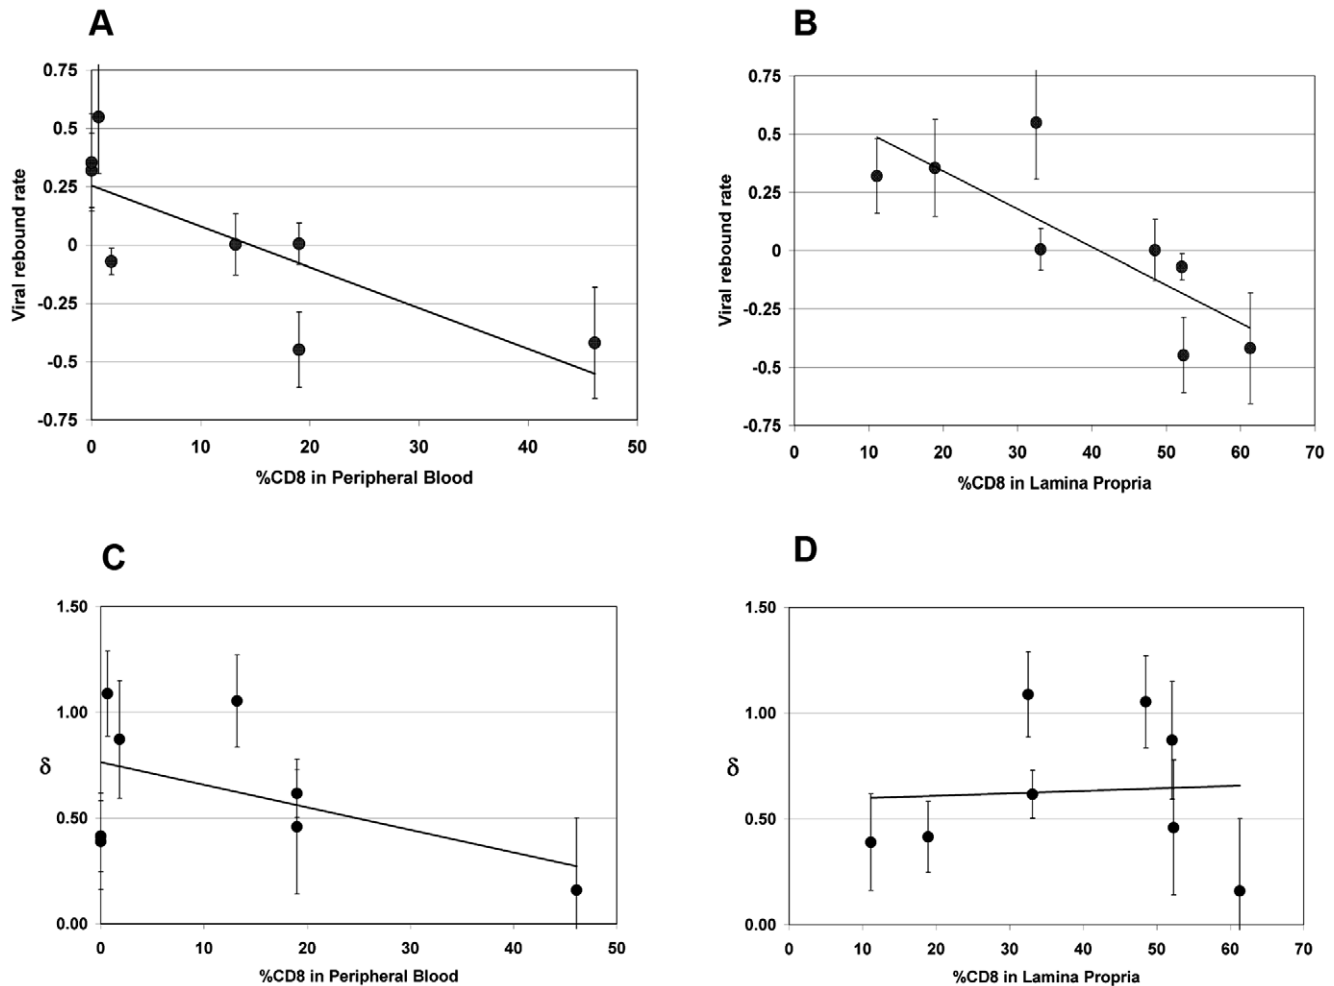 A
B
0.75
0.5
0.25
0
-0.25
-0.5
-0.75
Viral rebound rate
0 10 20 30 40 50
%CD8 in Peripheral Blood
0.75
0.5
0.25
0
-0.25
-0.5
-0.75
Viral rebound rate
0 10 20 30 40 50 60 70
%CD8 in Lamina Propria
C
D
1.50
1.00
0.50
0.00
δ
0 10 20 30 40 50
%CD8 in Peripheral Blood
1.50
1.00
0.50
0.00
δ
0 10 20 30 40 50 60 70
%CD8 in Lamina Propria